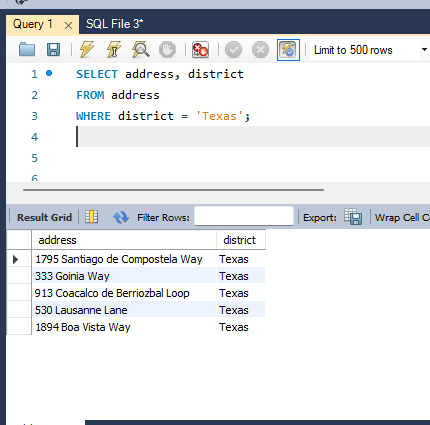 Query 1 SQL File 3*
Limit to 500 rows
1 SELECT address, district
2 FROM address
3 WHERE district = 'Texas';
4
5
6
Result Grid Filter Rows: Export: Wrap Cell
address district
1795 Santiago de Compostela Way Texas
333 Goinia Way Texas
913 Coacalco de Berriozbal Loop Texas
530 Lausanne Lane Texas
1894 Boa Vista Way Texas